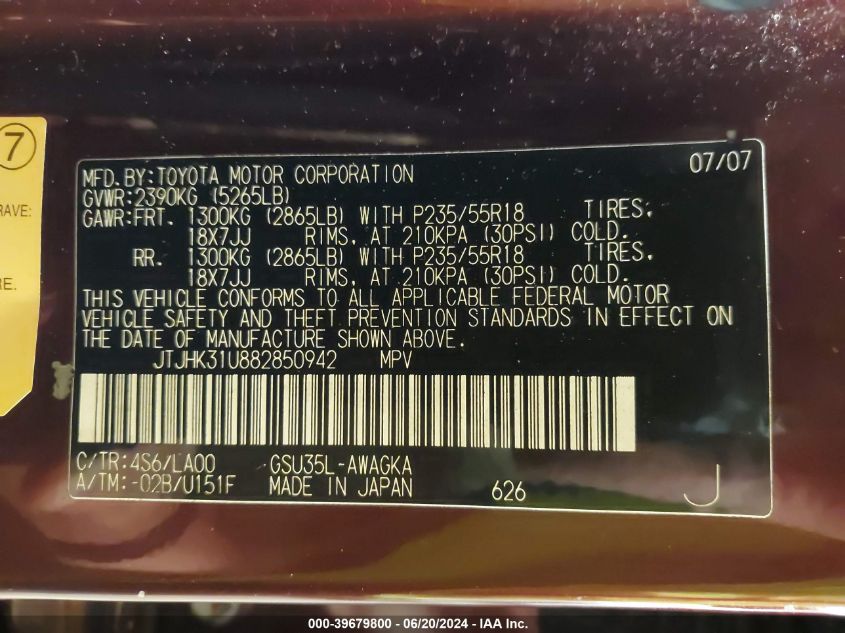 7
RAVE:
RE.
07/07
MFD. BY: TOYOTA MOTOR CORPORATION
GVWR: 2390KG (5265LB)
GAWR: FRT. 1300KG (2865LB) WITH P235/55R18 TIRES,
18X7JJ RIMS, AT 210KPA (30PSI) COLD.
RR. 1300KG (2865LB) WITH P235/55R18 TIRES,
18X7JJ RIMS, AT 210KPA (30PSI) COLD.
THIS VEHICLE CONFORMS TO ALL APPLICABLE FEDERAL MOTOR
VEHICLE SAFETY AND THEFT PREVENTION STANDARDS IN EFFECT ON
THE DATE OF MANUFACTURE SHOWN ABOVE.
JTJHK31U882850942 MPV
C/TR: 4S6/LA00 GSU35L-AWAGKA
A/TM: -02B/U151F MADE IN JAPAN 626 J
000-39679800 - 06/20/2024 - IAA Inc.